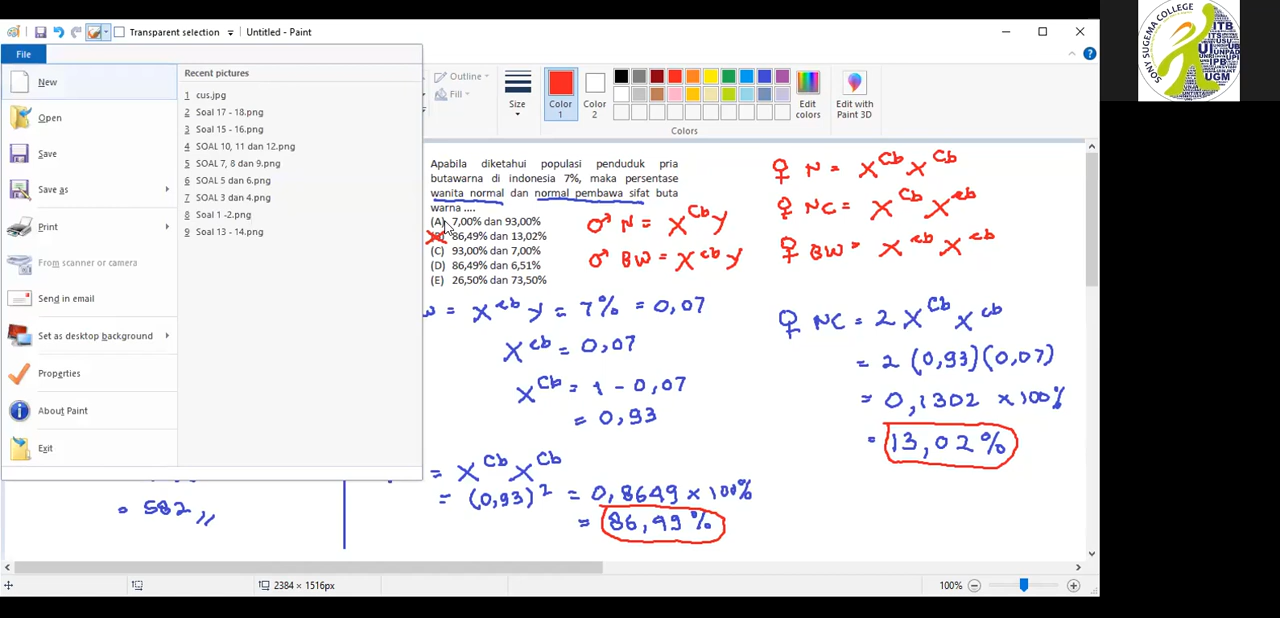 Transparent selection
Untitled - Paint
File
New
Open
Save
Save as
Print
From scanner or camera
Send in email
Set as desktop background
Properties
About Paint
Exit
Recent pictures
1 cus.jpg
2 Soal 17 - 18.png
3 Soal 15 - 16.png
4 SOAL 10, 11 dan 12.png
5 SOAL 7, 8 dan 9.png
6 SOAL 5 dan 6.png
7 SOAL 3 dan 4.png
8 Soal 1 -2.png
9 Soal 13 - 14.png
Outline
Fill
Size
Color 1
Color 2
Edit colors
Edit with Paint 3D
Colors
Apabila diketahui populasi penduduk pria
butawarna di indonesia 7%, maka persentase
wanita normal dan normal pembawa sifat buta
warna ....
(A) 7,00% dan 93,00%
86,49% dan 13,02%
(C) 93,00% dan 7,00%
(D) 86,49% dan 6,51%
(E) 26,50% dan 73,50%
♂ N = X^Cb y
♂ BW = X^cb y
♀ N = X^Cb X^Cb
♀ NC = X^Cb X^cb
♀ BW = X^cb X^cb
= X^cb y = 7% = 0,07
X^cb = 0,07
X^Cb = 1 - 0,07
= 0,93
= X^Cb X^Cb
= (0,93)² = 0,8649 x 100%
= 86,49%
♀ NC = 2 X^Cb X^cb
= 2 (0,93)(0,07)
= 0,1302 x 100%
= 13,02%
= 582 //
2384 × 1516px
100%
SONY SUGEMA COLLEGE
ITB
ITS
UI
UNPAD
IPB
UGM